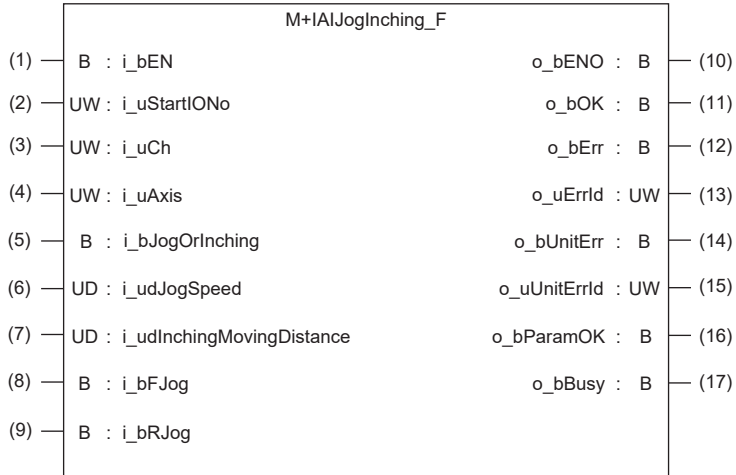 M+IAIJogInching_F
(1) B : i_bEN o_bENO : B (10)
(2) UW : i_uStartIONo o_bOK : B (11)
(3) UW : i_uCh o_bErr : B (12)
(4) UW : i_uAxis o_uErrId : UW (13)
(5) B : i_bJogOrInching o_bUnitErr : B (14)
(6) UD : i_udJogSpeed o_uUnitErrId : UW (15)
(7) UD : i_udInchingMovingDistance o_bParamOK : B (16)
(8) B : i_bFJog o_bBusy : B (17)
(9) B : i_bRJog